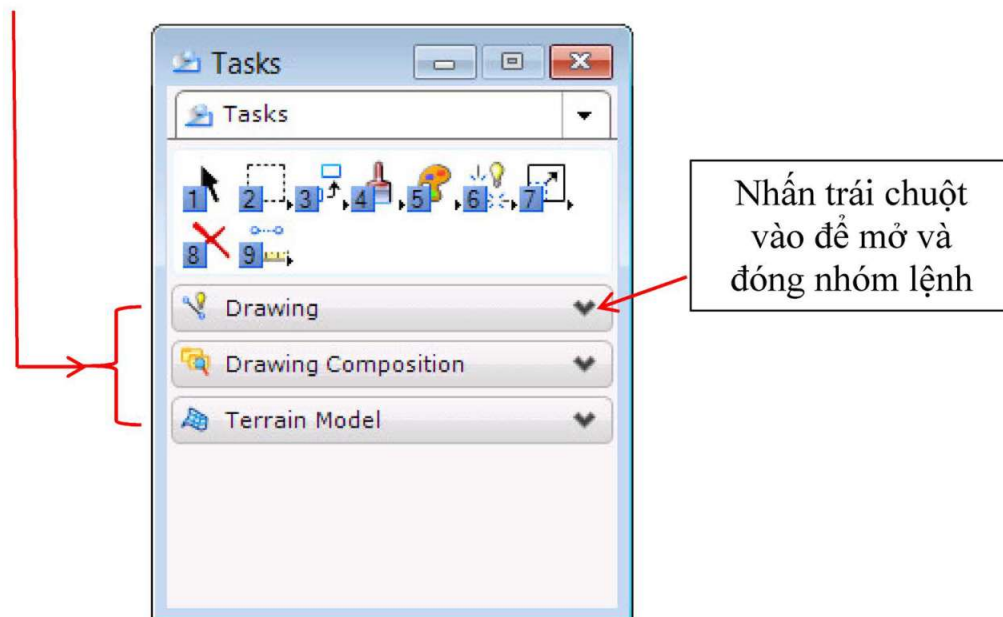 Tasks
Tasks
1 2 3 4 5 6 7
8 9
Drawing
Drawing Composition
Terrain Model
Nhấn trái chuột
vào để mở và
đóng nhóm lệnh